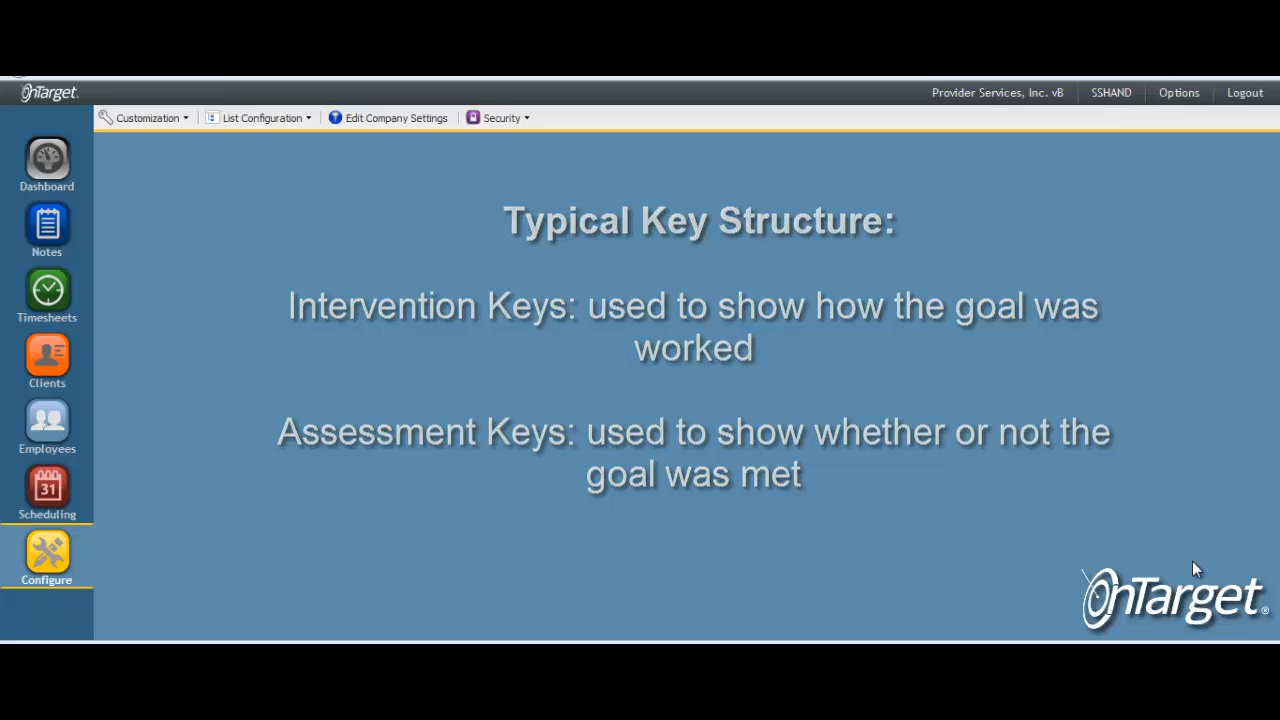 OnTarget.
Provider Services, Inc. vB
SSHAND
Options
Logout
Customization
List Configuration
Edit Company Settings
Security
Dashboard
Notes
Timesheets
Clients
Employees
31
Scheduling
Configure
Typical Key Structure:
Intervention Keys: used to show how the goal was
worked
Assessment Keys: used to show whether or not the
goal was met
OnTarget.®